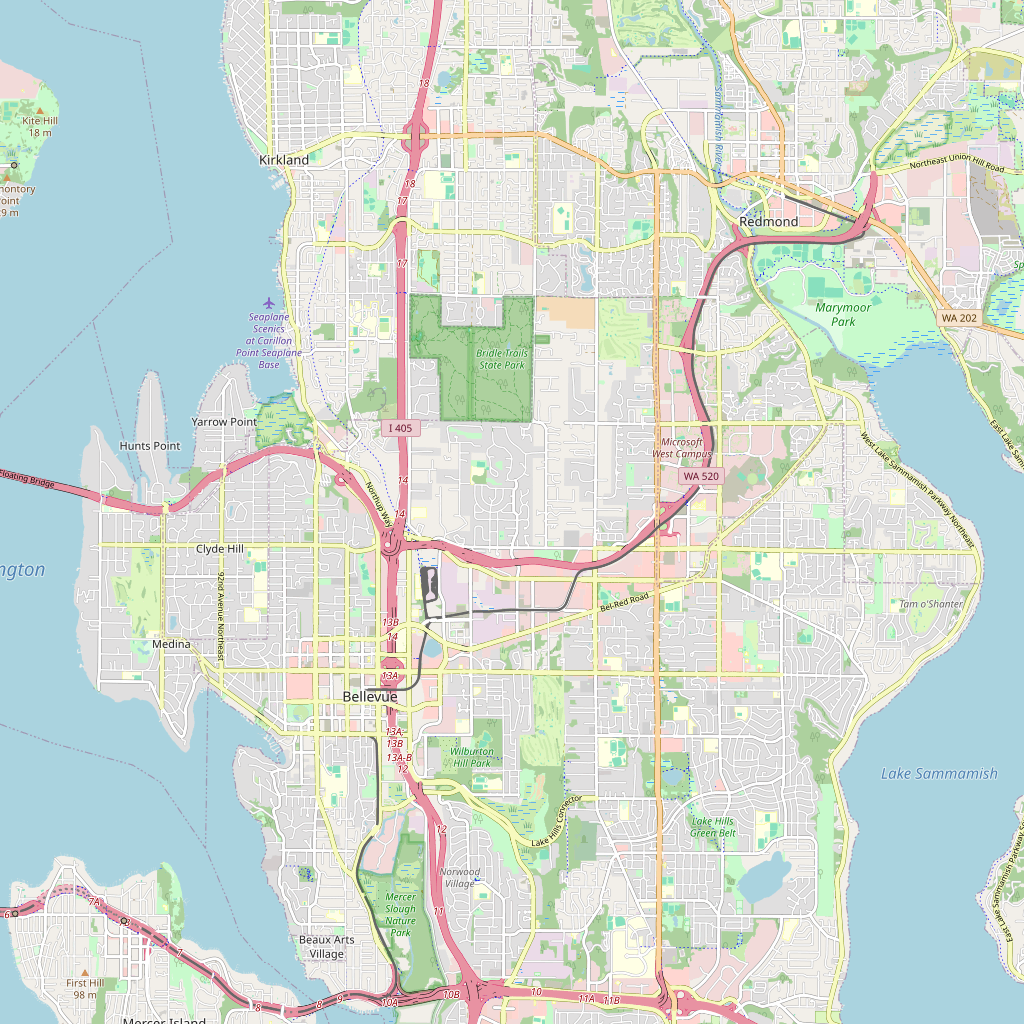 18
Kite Hill
18 m
Sammamish River
Kirkland
Northeast Union Hill Road
18
montory
Point
29 m
17
Redmond
17
Seaplane
Scenics
at Carillon
Point Seaplane
Base
Marymoor
Park
WA 202
Bridle Trails
State Park
Yarrow Point
I 405
East Lake Sam
Hunts Point
Microsoft
West Campus
West Lake Sammamish Parkway Northeast
Floating Bridge
14
WA 520
Northup Way
14
Clyde Hill
ngton
92nd Avenue Northeast
Bel-Red Road
Tam o'Shanter
13B
14
Medina
13A
Bellevue
13A;
13B
13A-B
12
Wilburton
Hill Park
Lake Sammamish
12
Lake Hills Connector
Lake Hills
Green Belt
Norwood
Village
East Lake Sammamish Parkway S
7A
6
8
Mercer
Slough
Nature
Park
11
Beaux Arts
Village
7
First Hill
98 m
8
8
9
10A
10B
10
11A
11B
Mercer Island